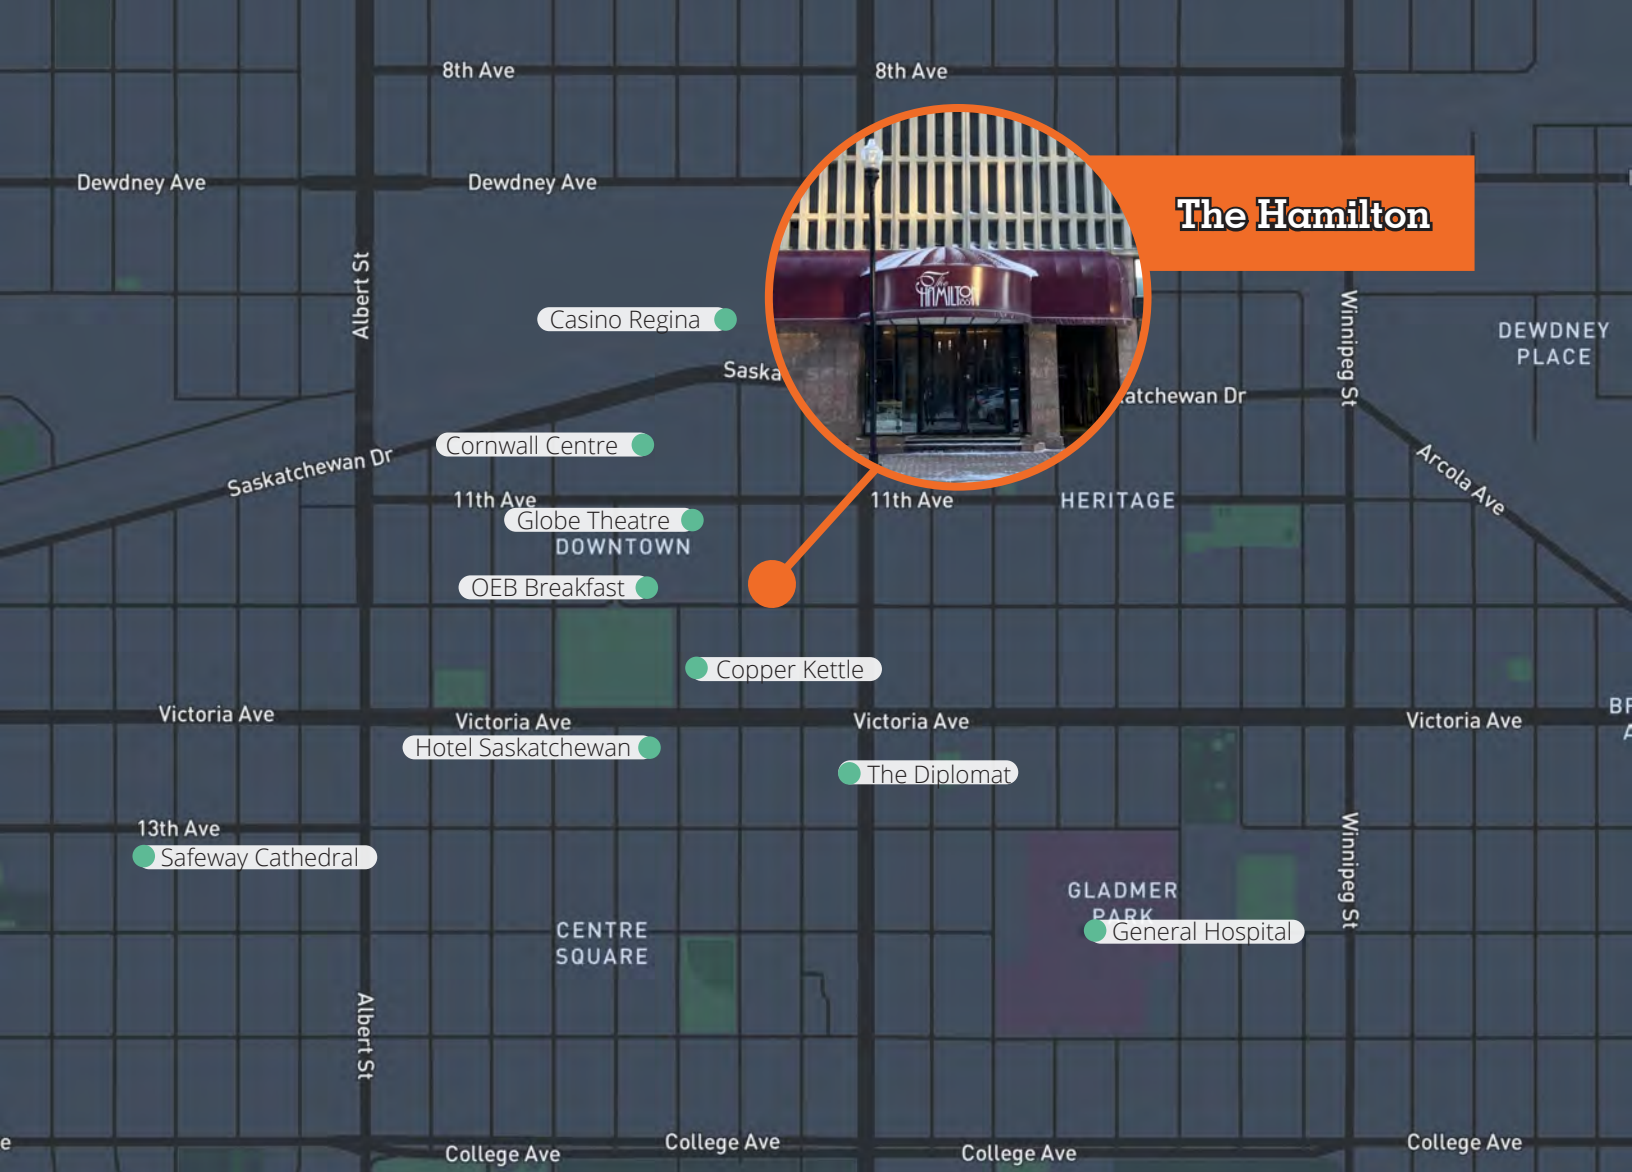 8th Ave
8th Ave
Dewdney Ave
Dewdney Ave
The Hamilton
Albert St
The
HAMILTON
Casino Regina
Winnipeg St
DEWDNEY
PLACE
Saska
atchewan Dr
Cornwall Centre
Saskatchewan Dr
Arcola Ave
11th Ave
11th Ave
HERITAGE
Globe Theatre
DOWNTOWN
OEB Breakfast
Copper Kettle
Victoria Ave
Victoria Ave
Victoria Ave
Victoria Ave
BR
A
Hotel Saskatchewan
The Diplomat
13th Ave
Safeway Cathedral
Winnipeg St
GLADMER
PARK
General Hospital
CENTRE
SQUARE
Albert St
e
College Ave
College Ave
College Ave
College Ave